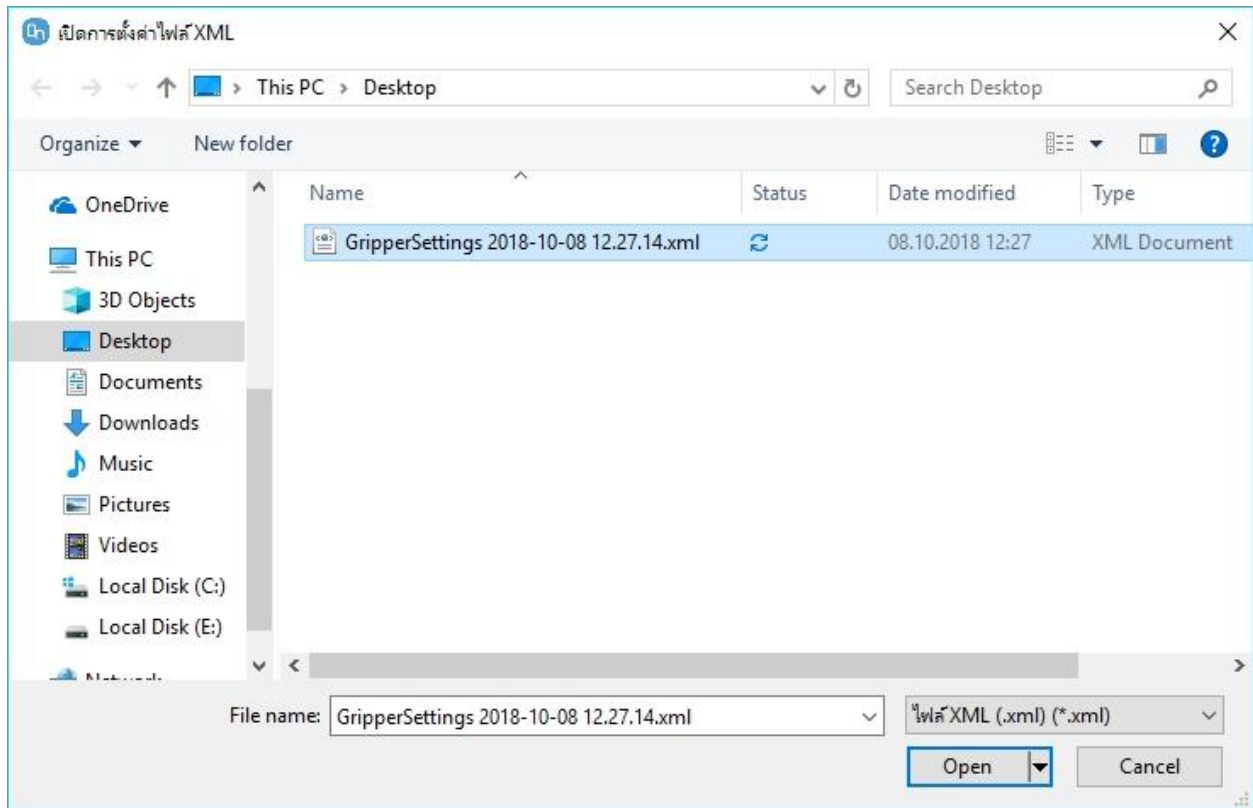 เปิดการตั้งค่าไฟล์ XML
This PC > Desktop
Search Desktop
Organize
New folder
Name
Status
Date modified
Type
OneDrive
GripperSettings 2018-10-08 12.27.14.xml
08.10.2018 12:27
XML Document
This PC
3D Objects
Desktop
Documents
Downloads
Music
Pictures
Videos
Local Disk (C:)
Local Disk (E:)
File name: GripperSettings 2018-10-08 12.27.14.xml
ไฟล์ XML (.xml) (*.xml)
Open
Cancel